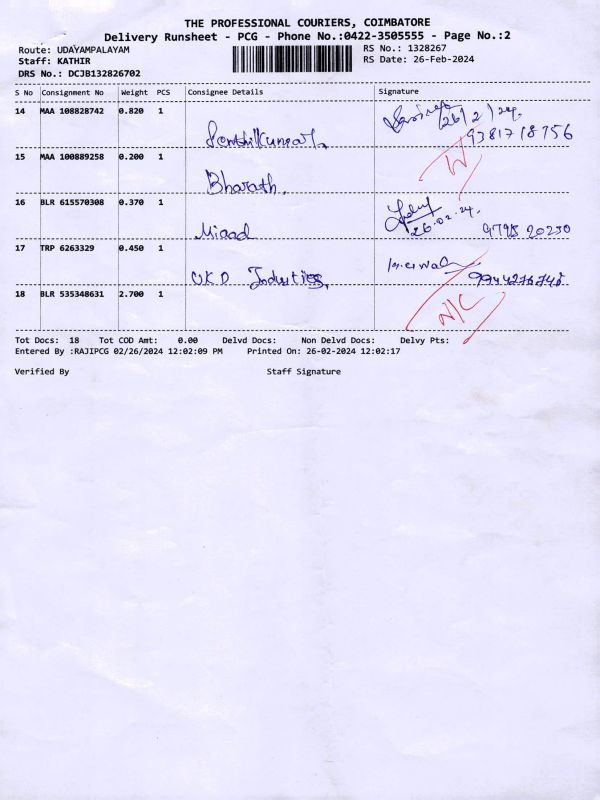 THE PROFESSIONAL COURIERS, COIMBATORE
Delivery Runsheet - PCG - Phone No.:0422-3505555 - Page No.:2
Route: UDAYAMPALAYAM RS No.: 1328267
Staff: KATHIR RS Date: 26-Feb-2024
DRS No.: DCJB132826702
S No Consignment No Weight PCS Consignee Details Signature
14 MAA 108828742 0.820 1
26/2/24.
9381718756
15 MAA 100889258 0.200 1
Bharath.
16 BLR 615570308 0.370 1
26.02.24.
17 TRP 6263329 0.450 1
U.K.D Industies,
9944276748
18 BLR 535348631 2.700 1
N/C
Tot Docs: 18 Tot COD Amt: 0.00 Delvd Docs: Non Delvd Docs: Delvy Pts:
Entered By :RAJIPCG 02/26/2024 12:02:09 PM Printed On: 26-02-2024 12:02:17
Verified By Staff Signature